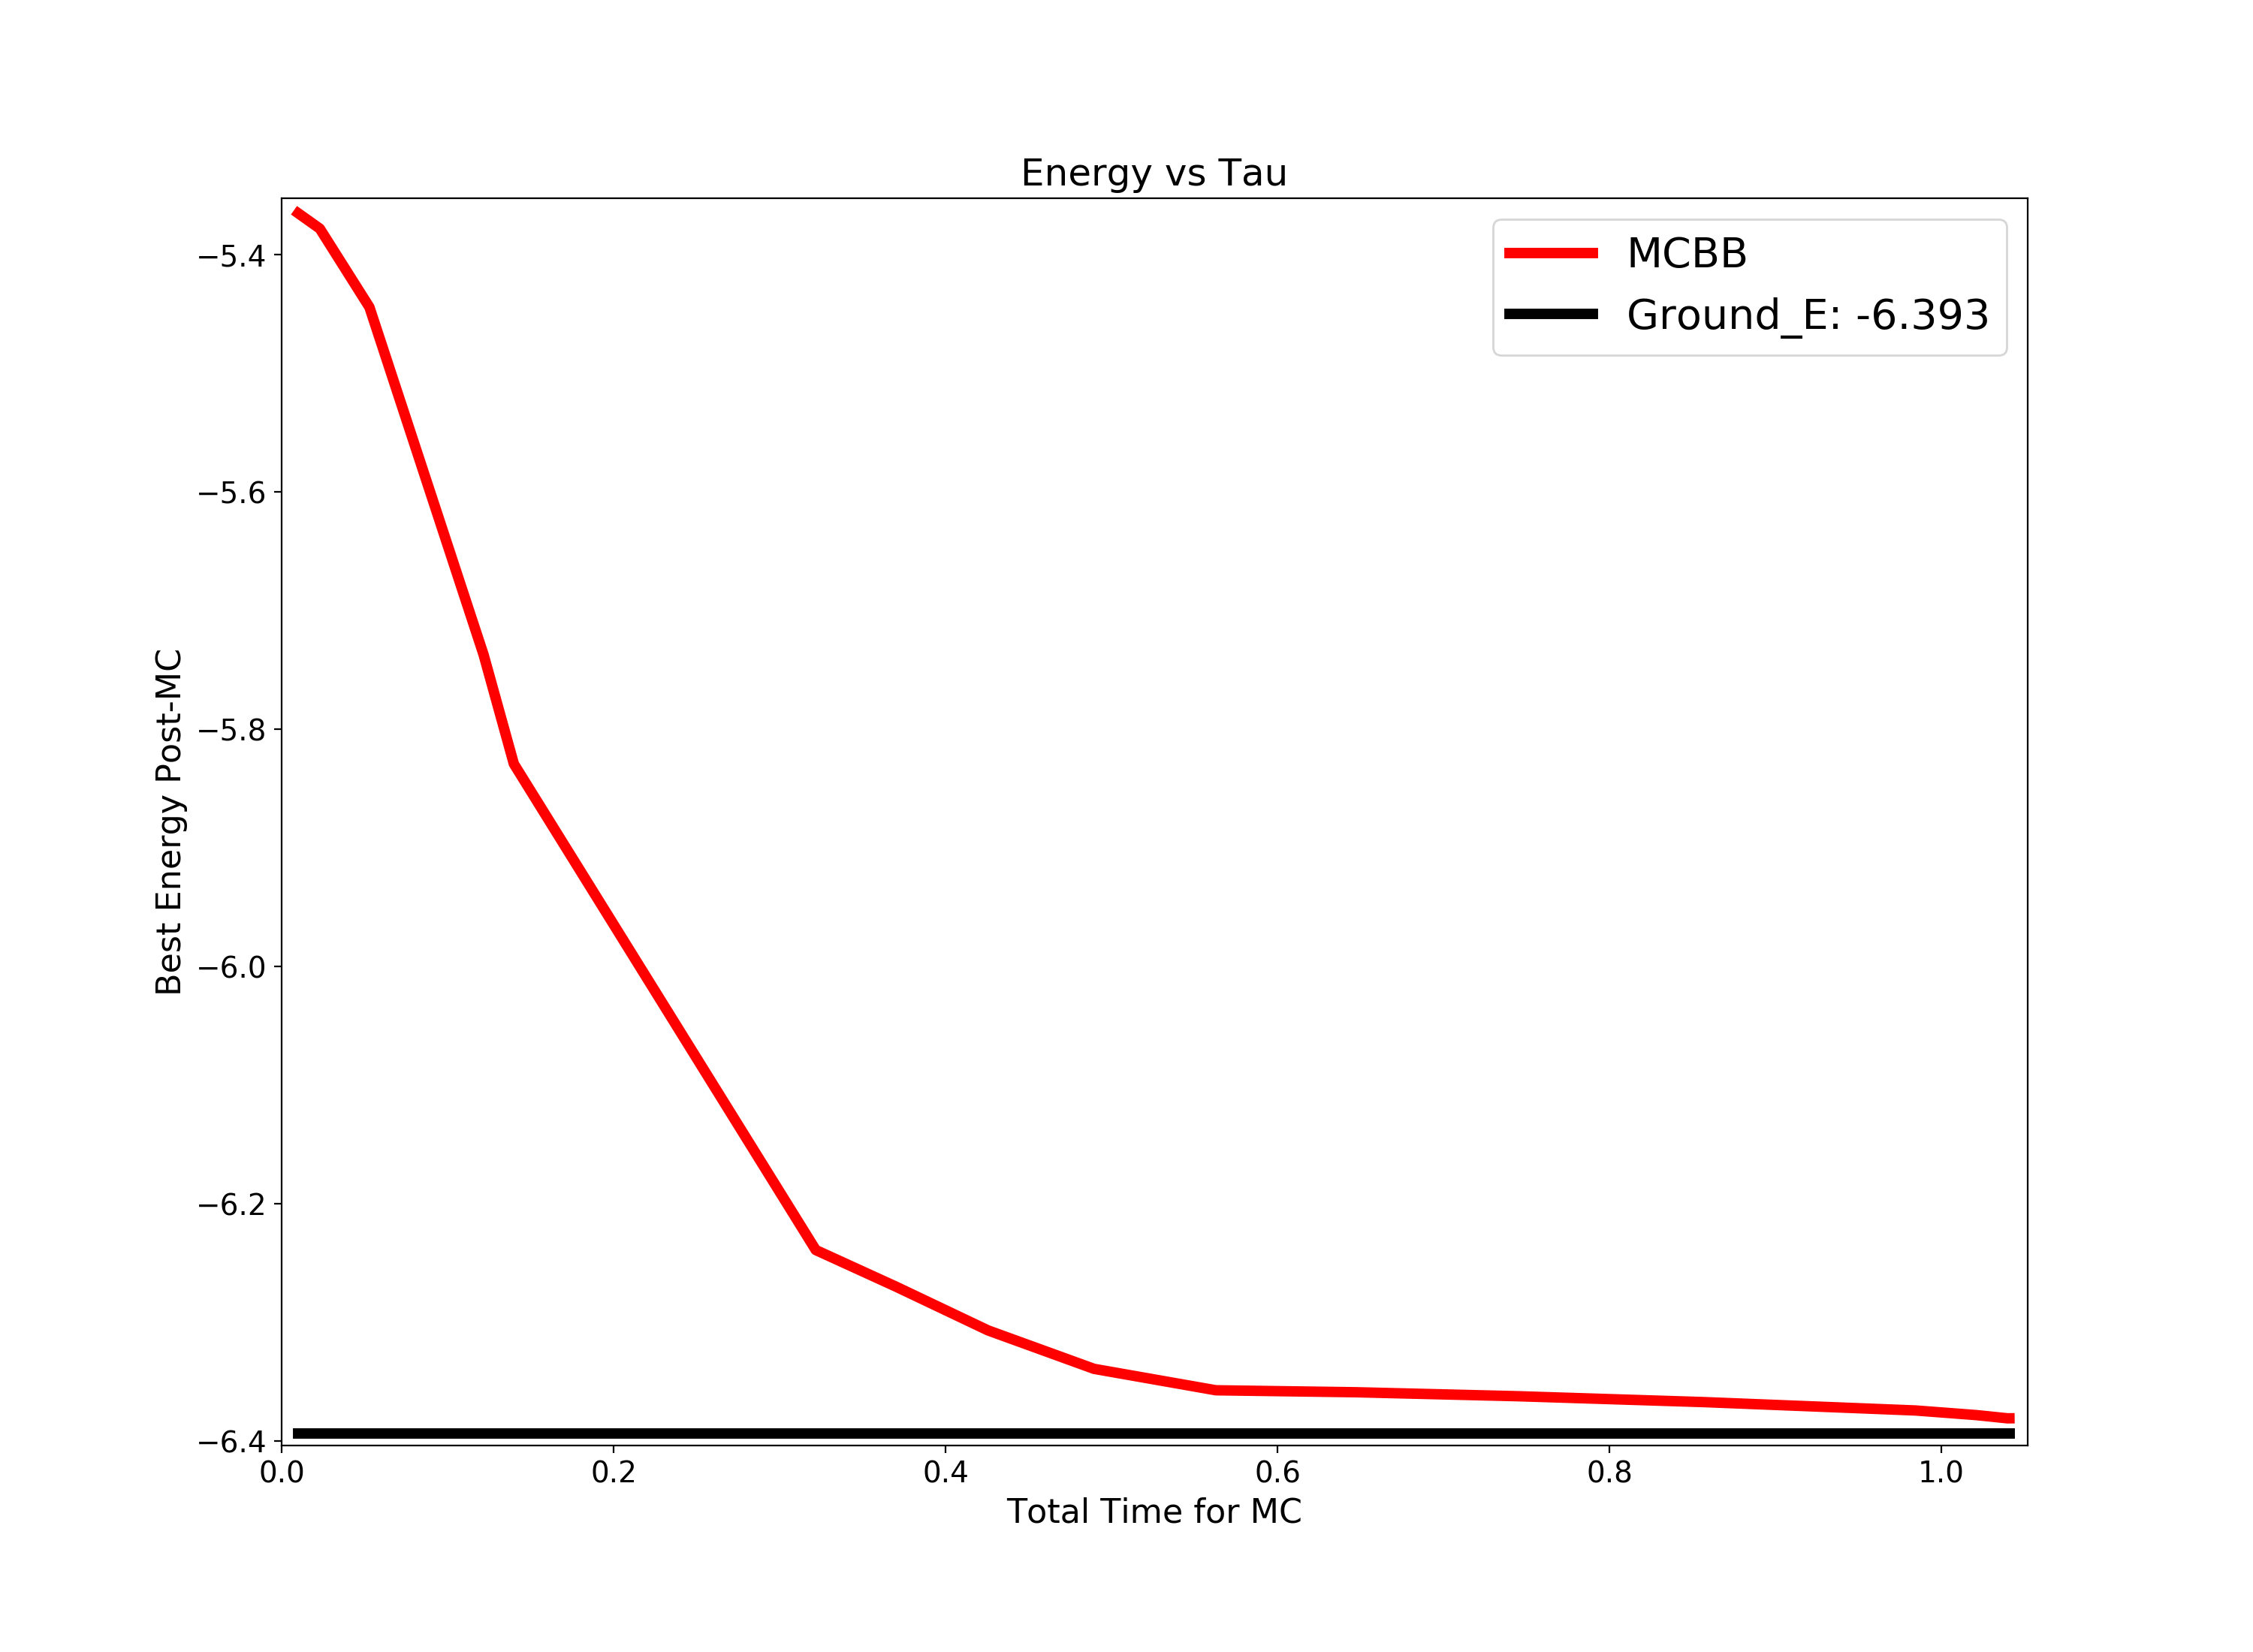 Energy vs Tau
MCBB
Ground_E: -6.393
Best Energy Post-MC
−5.4
−5.6
−5.8
−6.0
−6.2
−6.4
0.0 0.2 0.4 0.6 0.8 1.0
Total Time for MC